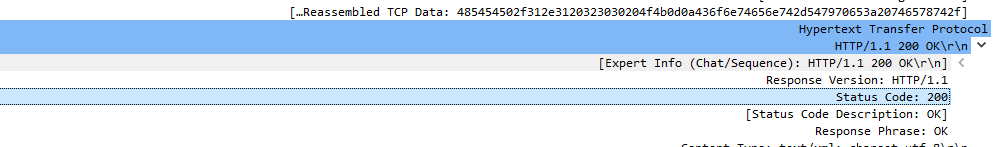 […Reassembled TCP Data: 485454502f312e3120323030204f4b0d0a436f6e74656e742d547970653a20746578742f]
Hypertext Transfer Protocol
HTTP/1.1 200 OK\r\n
[Expert Info (Chat/Sequence): HTTP/1.1 200 OK\r\n]
Response Version: HTTP/1.1
Status Code: 200
[Status Code Description: OK]
Response Phrase: OK
Content-Type: text/xml; charset=utf-8\r\n